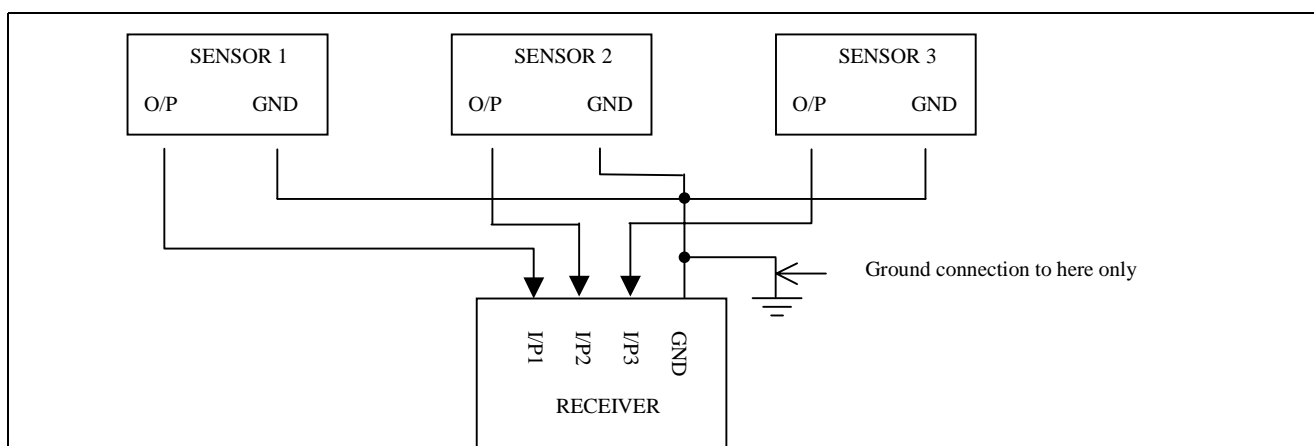 SENSOR 1
O/P GND
SENSOR 2
O/P GND
SENSOR 3
O/P GND
Ground connection to here only
I/P1
I/P2
I/P3
GND
RECEIVER